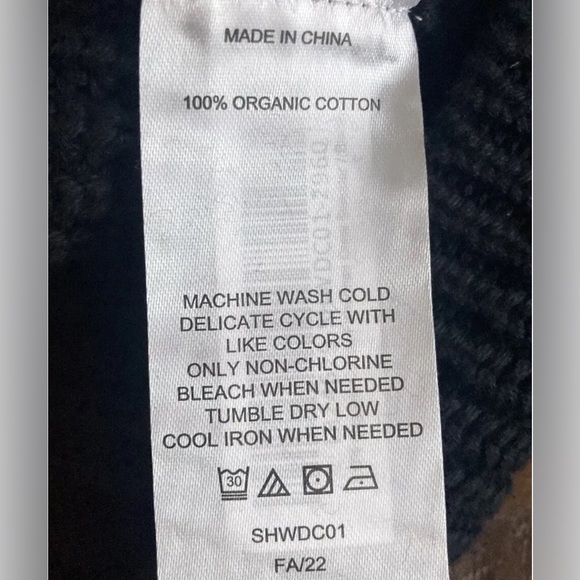 MADE IN CHINA
100% ORGANIC COTTON
MACHINE WASH COLD
DELICATE CYCLE WITH
LIKE COLORS
ONLY NON-CHLORINE
BLEACH WHEN NEEDED
TUMBLE DRY LOW
COOL IRON WHEN NEEDED
30
SHWDC01
FA/22